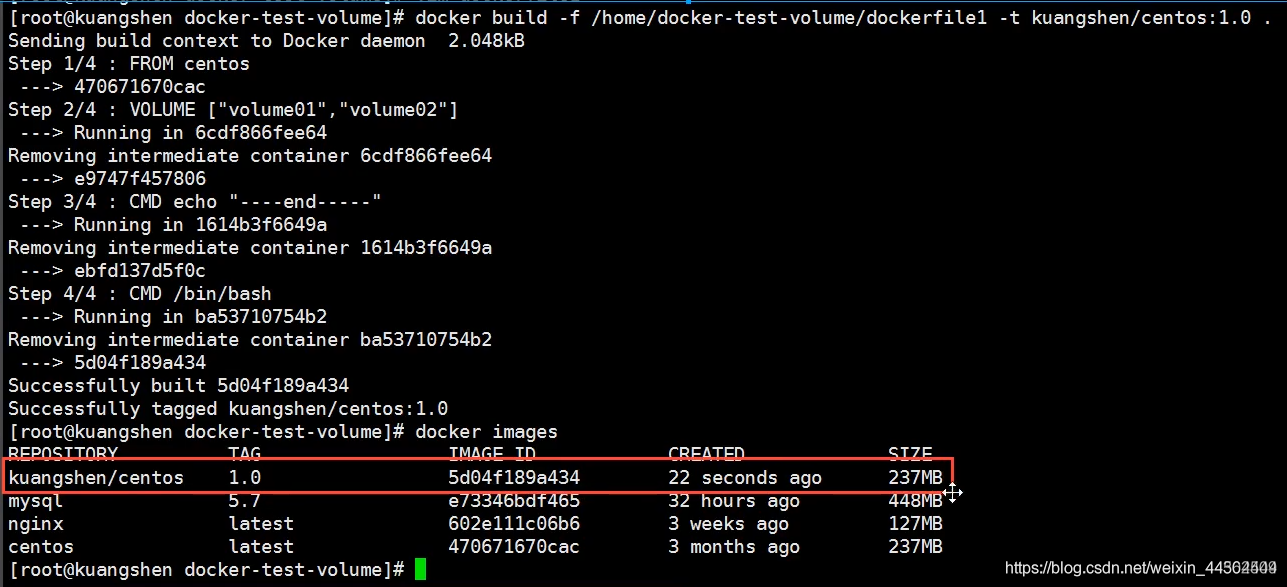 [root@kuangshen docker-test-volume]# docker build -f /home/docker-test-volume/dockerfile1 -t kuangshen/centos:1.0 .
Sending build context to Docker daemon  2.048kB
Step 1/4 : FROM centos
 ---> 470671670cac
Step 2/4 : VOLUME ["volume01","volume02"]
 ---> Running in 6cdf866fee64
Removing intermediate container 6cdf866fee64
 ---> e9747f457806
Step 3/4 : CMD echo "----end-----"
 ---> Running in 1614b3f6649a
Removing intermediate container 1614b3f6649a
 ---> ebfd137d5f0c
Step 4/4 : CMD /bin/bash
 ---> Running in ba53710754b2
Removing intermediate container ba53710754b2
 ---> 5d04f189a434
Successfully built 5d04f189a434
Successfully tagged kuangshen/centos:1.0
[root@kuangshen docker-test-volume]# docker images
REPOSITORY          TAG                 IMAGE ID            CREATED             SIZE
kuangshen/centos    1.0                 5d04f189a434        22 seconds ago      237MB
mysql               5.7                 e73346bdf465        32 hours ago        448MB
nginx               latest              602e111c06b6        3 weeks ago         127MB
centos              latest              470671670cac        3 months ago        237MB
[root@kuangshen docker-test-volume]#